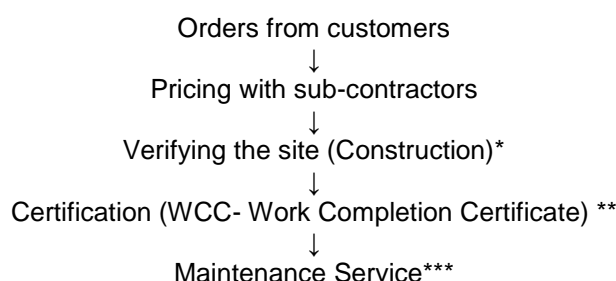 Orders from customers
↓
Pricing with sub-contractors
↓
Verifying the site (Construction)*
↓
Certification (WCC- Work Completion Certificate) **
↓
Maintenance Service***